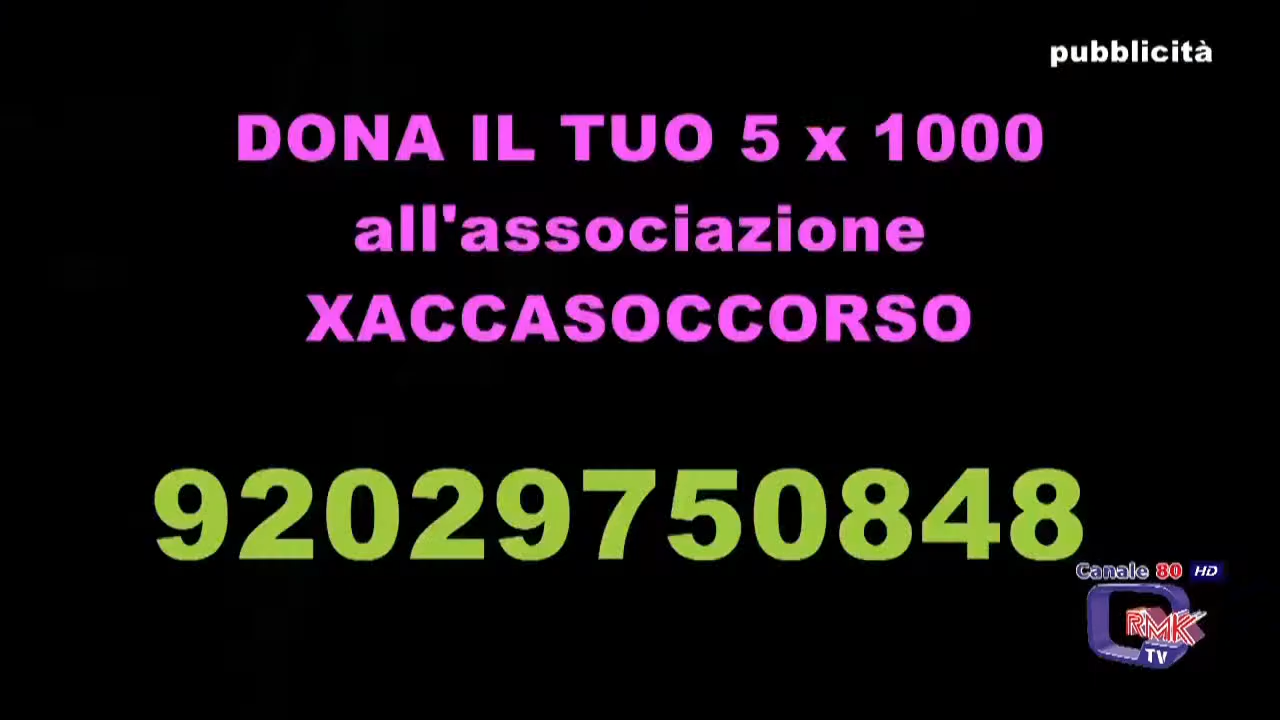 pubblicità
DONA IL TUO 5 x 1000
all'associazione
XACCASOCCORSO
92029750848
Canale 80 HD
RMK
TV